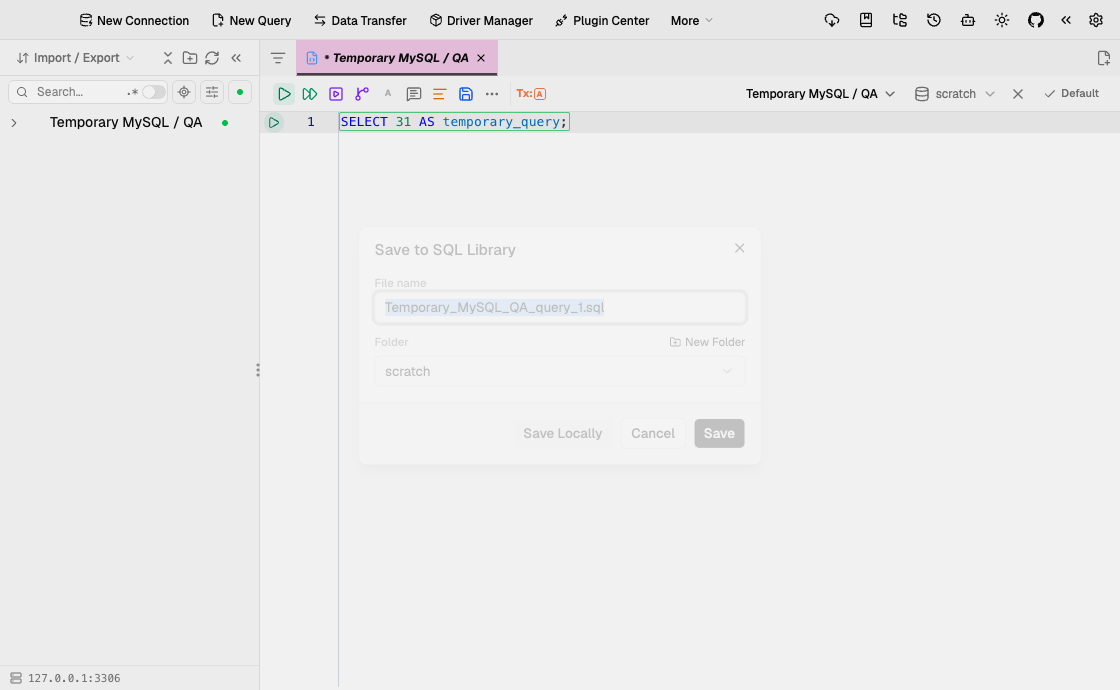 New Connection New Query Data Transfer Driver Manager Plugin Center More
Import / Export
* Temporary MySQL / QA
Search... .*
Tx: A
Temporary MySQL / QA scratch Default
Temporary MySQL / QA
1 SELECT 31 AS temporary_query;
Save to SQL Library
File name
Temporary_MySQL_QA_query_1.sql
Folder New Folder
scratch
Save Locally Cancel Save
127.0.0.1:3306